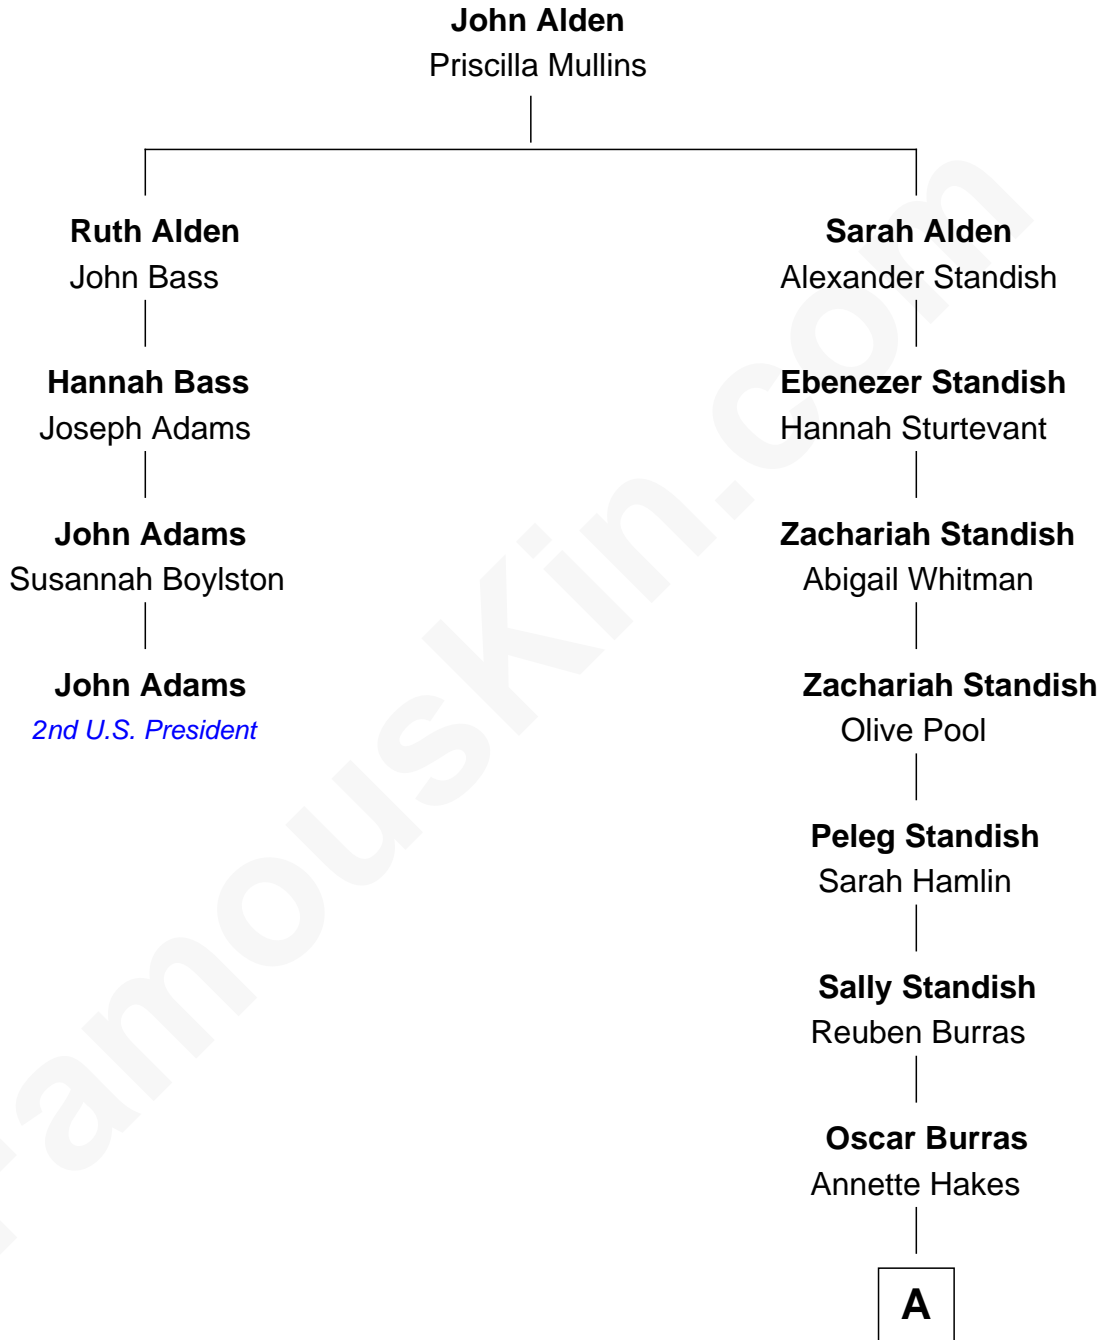 John Alden
Priscilla Mullins
Ruth Alden
John Bass
Sarah Alden
Alexander Standish
Hannah Bass
Joseph Adams
Ebenezer Standish
Hannah Sturtevant
John Adams
Susannah Boylston
Zachariah Standish
Abigail Whitman
John Adams
2nd U.S. President
Zachariah Standish
Olive Pool
Peleg Standish
Sarah Hamlin
Sally Standish
Reuben Burras
Oscar Burras
Annette Hakes
A
FamousKin.com